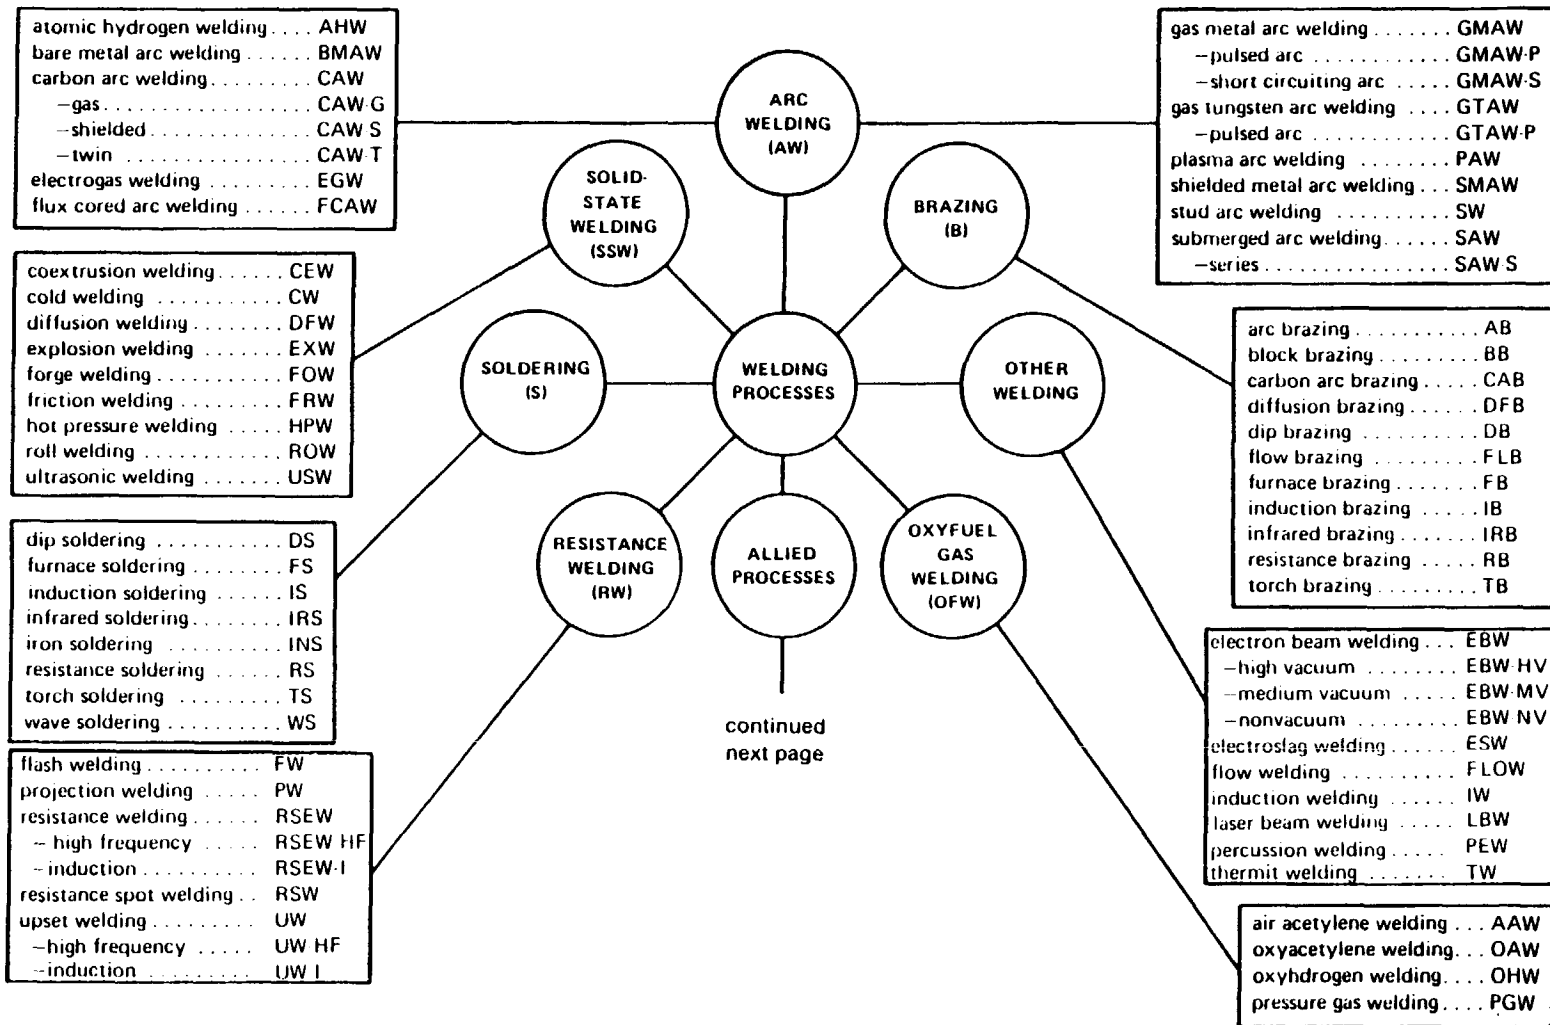 atomic hydrogen welding .... AHW
bare metal arc welding ...... BMAW
carbon arc welding ......... CAW
–gas ................. CAW-G
–shielded ............. CAW-S
–twin ............... CAW-T
electrogas welding ......... EGW
flux cored arc welding ...... FCAW
gas metal arc welding ....... GMAW
–pulsed arc ........... GMAW-P
–short circuiting arc .... GMAW-S
gas tungsten arc welding .... GTAW
–pulsed arc ........... GTAW-P
plasma arc welding ........ PAW
shielded metal arc welding ... SMAW
stud arc welding .......... SW
submerged arc welding ...... SAW
–series ............... SAW-S
ARC
WELDING
(AW)
SOLID-
STATE
WELDING
(SSW)
BRAZING
(B)
coextrusion welding ...... CEW
cold welding ........... CW
diffusion welding ........ DFW
explosion welding ....... EXW
forge welding .......... FOW
friction welding ......... FRW
hot pressure welding ..... HPW
roll welding ........... ROW
ultrasonic welding ....... USW
SOLDERING
(S)
WELDING
PROCESSES
OTHER
WELDING
arc brazing ........... AB
block brazing ......... BB
carbon arc brazing ..... CAB
diffusion brazing ...... DFB
dip brazing .......... DB
flow brazing ......... FLB
furnace brazing ....... FB
induction brazing ...... IB
infrared brazing ....... IRB
resistance brazing ..... RB
torch brazing ......... TB
dip soldering .......... DS
furnace soldering ....... FS
induction soldering ...... IS
infrared soldering ....... IRS
iron soldering ......... INS
resistance soldering ..... RS
torch soldering ........ TS
wave soldering ......... WS
RESISTANCE
WELDING
(RW)
ALLIED
PROCESSES
OXYFUEL
GAS
WELDING
(OFW)
continued
next page
electron beam welding ... EBW
–high vacuum ....... EBW-HV
–medium vacuum ..... EBW-MV
–nonvacuum ........ EBW-NV
electroslag welding ...... ESW
flow welding .......... FLOW
induction welding ...... IW
laser beam welding ..... LBW
percussion welding ..... PEW
thermit welding ....... TW
flash welding .......... FW
projection welding ..... PW
resistance welding ...... RSEW
–high frequency ..... RSEW-HF
–induction .......... RSEW-I
resistance spot welding .. RSW
upset welding ......... UW
–high frequency ..... UW-HF
–induction ......... UW-I
air acetylene welding ... AAW
oxyacetylene welding ... OAW
oxyhdrogen welding .... OHW
pressure gas welding .... PGW